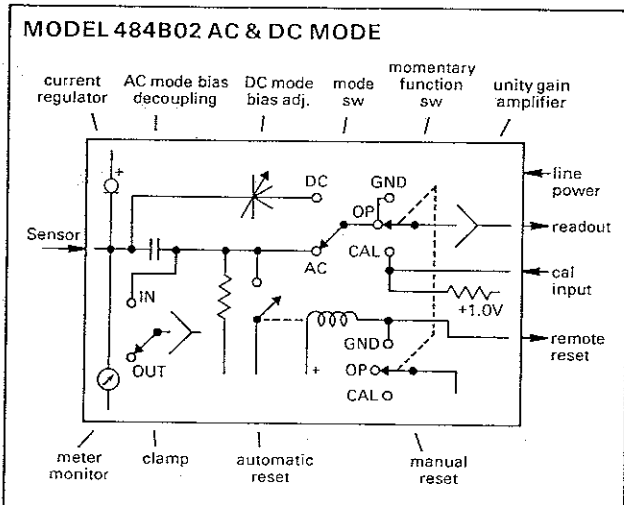 MODEL 484B02 AC & DC MODE
current regulator
AC mode bias decoupling
DC mode bias adj.
mode sw
momentary function sw
unity gain amplifier
+
DC
GND
line power
OP
readout
Sensor
AC
CAL
cal input
IN
+1.0V
remote reset
GND
OUT
+
OP
CAL
meter monitor
clamp
automatic reset
manual reset